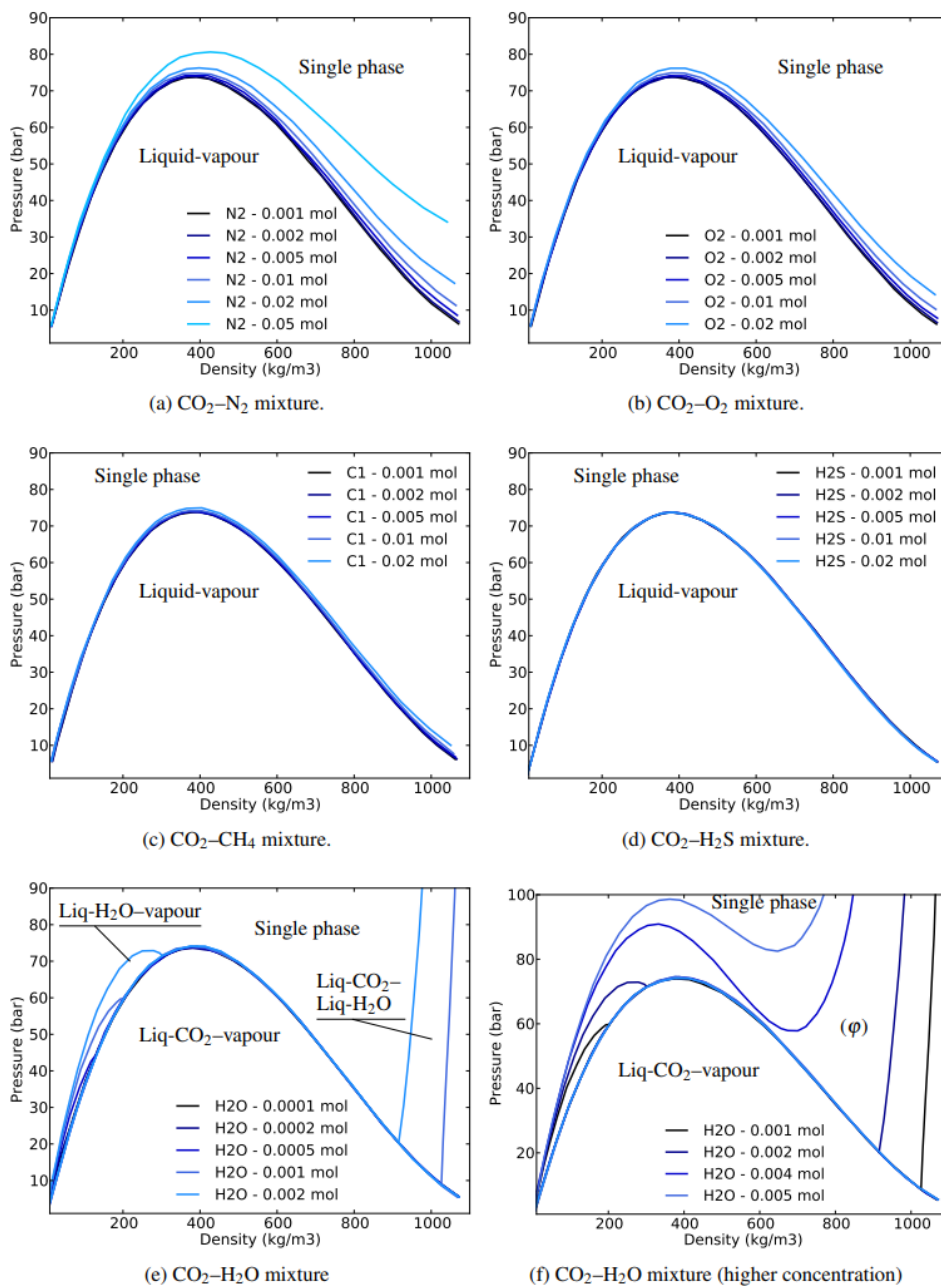 90
80
70
60
50
40
30
20
10
Pressure (bar)
Single phase
Liquid-vapour
N2 - 0.001 mol
N2 - 0.002 mol
N2 - 0.005 mol
N2 - 0.01 mol
N2 - 0.02 mol
N2 - 0.05 mol
200 400 600 800 1000
Density (kg/m3)
(a) CO₂–N₂ mixture.
90
80
70
60
50
40
30
20
10
Pressure (bar)
Single phase
Liquid-vapour
O2 - 0.001 mol
O2 - 0.002 mol
O2 - 0.005 mol
O2 - 0.01 mol
O2 - 0.02 mol
200 400 600 800 1000
Density (kg/m3)
(b) CO₂–O₂ mixture.
90
80
70
60
50
40
30
20
10
Pressure (bar)
Single phase
C1 - 0.001 mol
C1 - 0.002 mol
C1 - 0.005 mol
C1 - 0.01 mol
C1 - 0.02 mol
Liquid-vapour
200 400 600 800 1000
Density (kg/m3)
(c) CO₂–CH₄ mixture.
90
80
70
60
50
40
30
20
10
Pressure (bar)
Single phase
H2S - 0.001 mol
H2S - 0.002 mol
H2S - 0.005 mol
H2S - 0.01 mol
H2S - 0.02 mol
Liquid-vapour
200 400 600 800 1000
Density (kg/m3)
(d) CO₂–H₂S mixture.
90
80
70
60
50
40
30
20
10
Pressure (bar)
Liq-H₂O–vapour
Single phase
Liq-CO₂–
Liq-H₂O
Liq-CO₂–vapour
H2O - 0.0001 mol
H2O - 0.0002 mol
H2O - 0.0005 mol
H2O - 0.001 mol
H2O - 0.002 mol
200 400 600 800 1000
Density (kg/m3)
(e) CO₂–H₂O mixture
100
80
60
40
20
Pressure (bar)
Single phase
(φ)
Liq-CO₂–vapour
H2O - 0.001 mol
H2O - 0.002 mol
H2O - 0.004 mol
H2O - 0.005 mol
200 400 600 800 1000
Density (kg/m3)
(f) CO₂–H₂O mixture (higher concentration)